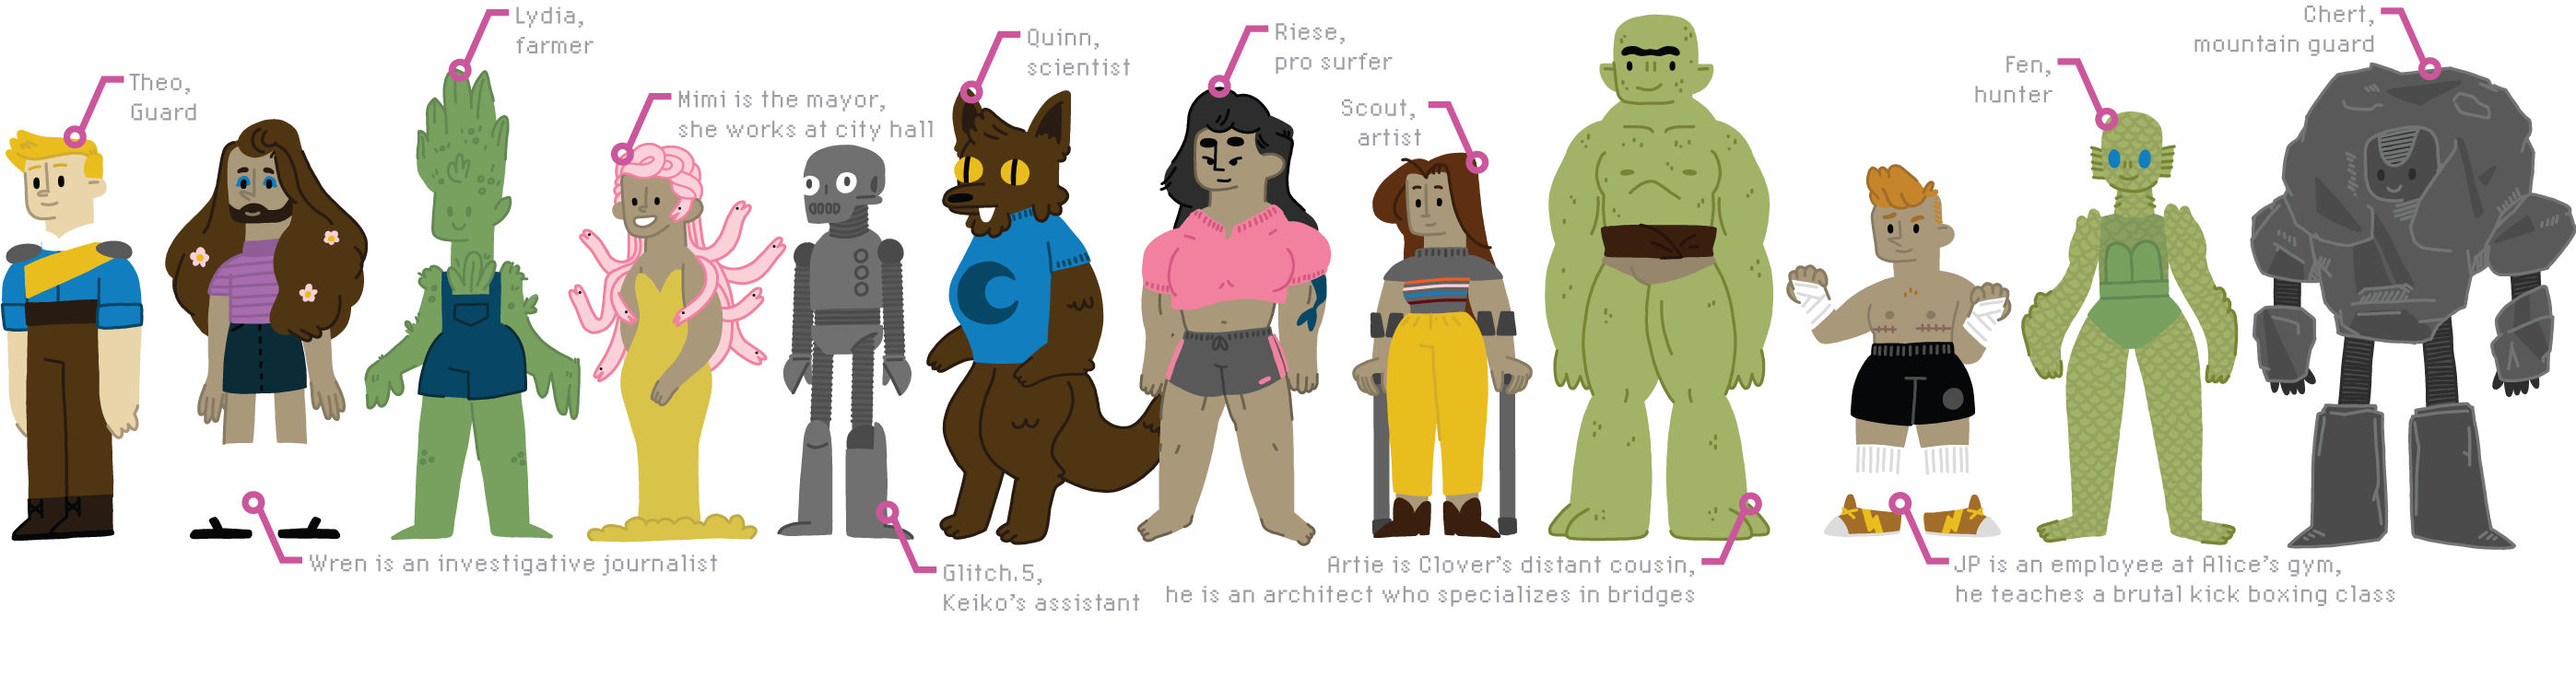 Theo,
Guard
Wren is an investigative journalist
Lydia,
farmer
Mimi is the mayor,
she works at city hall
Glitch.5,
Keiko's assistant
Quinn,
scientist
Riese,
pro surfer
Scout,
artist
Artie is Clover's distant cousin,
he is an architect who specializes in bridges
JP is an employee at Alice's gym,
he teaches a brutal kick boxing class
Fen,
hunter
Chert,
mountain guard